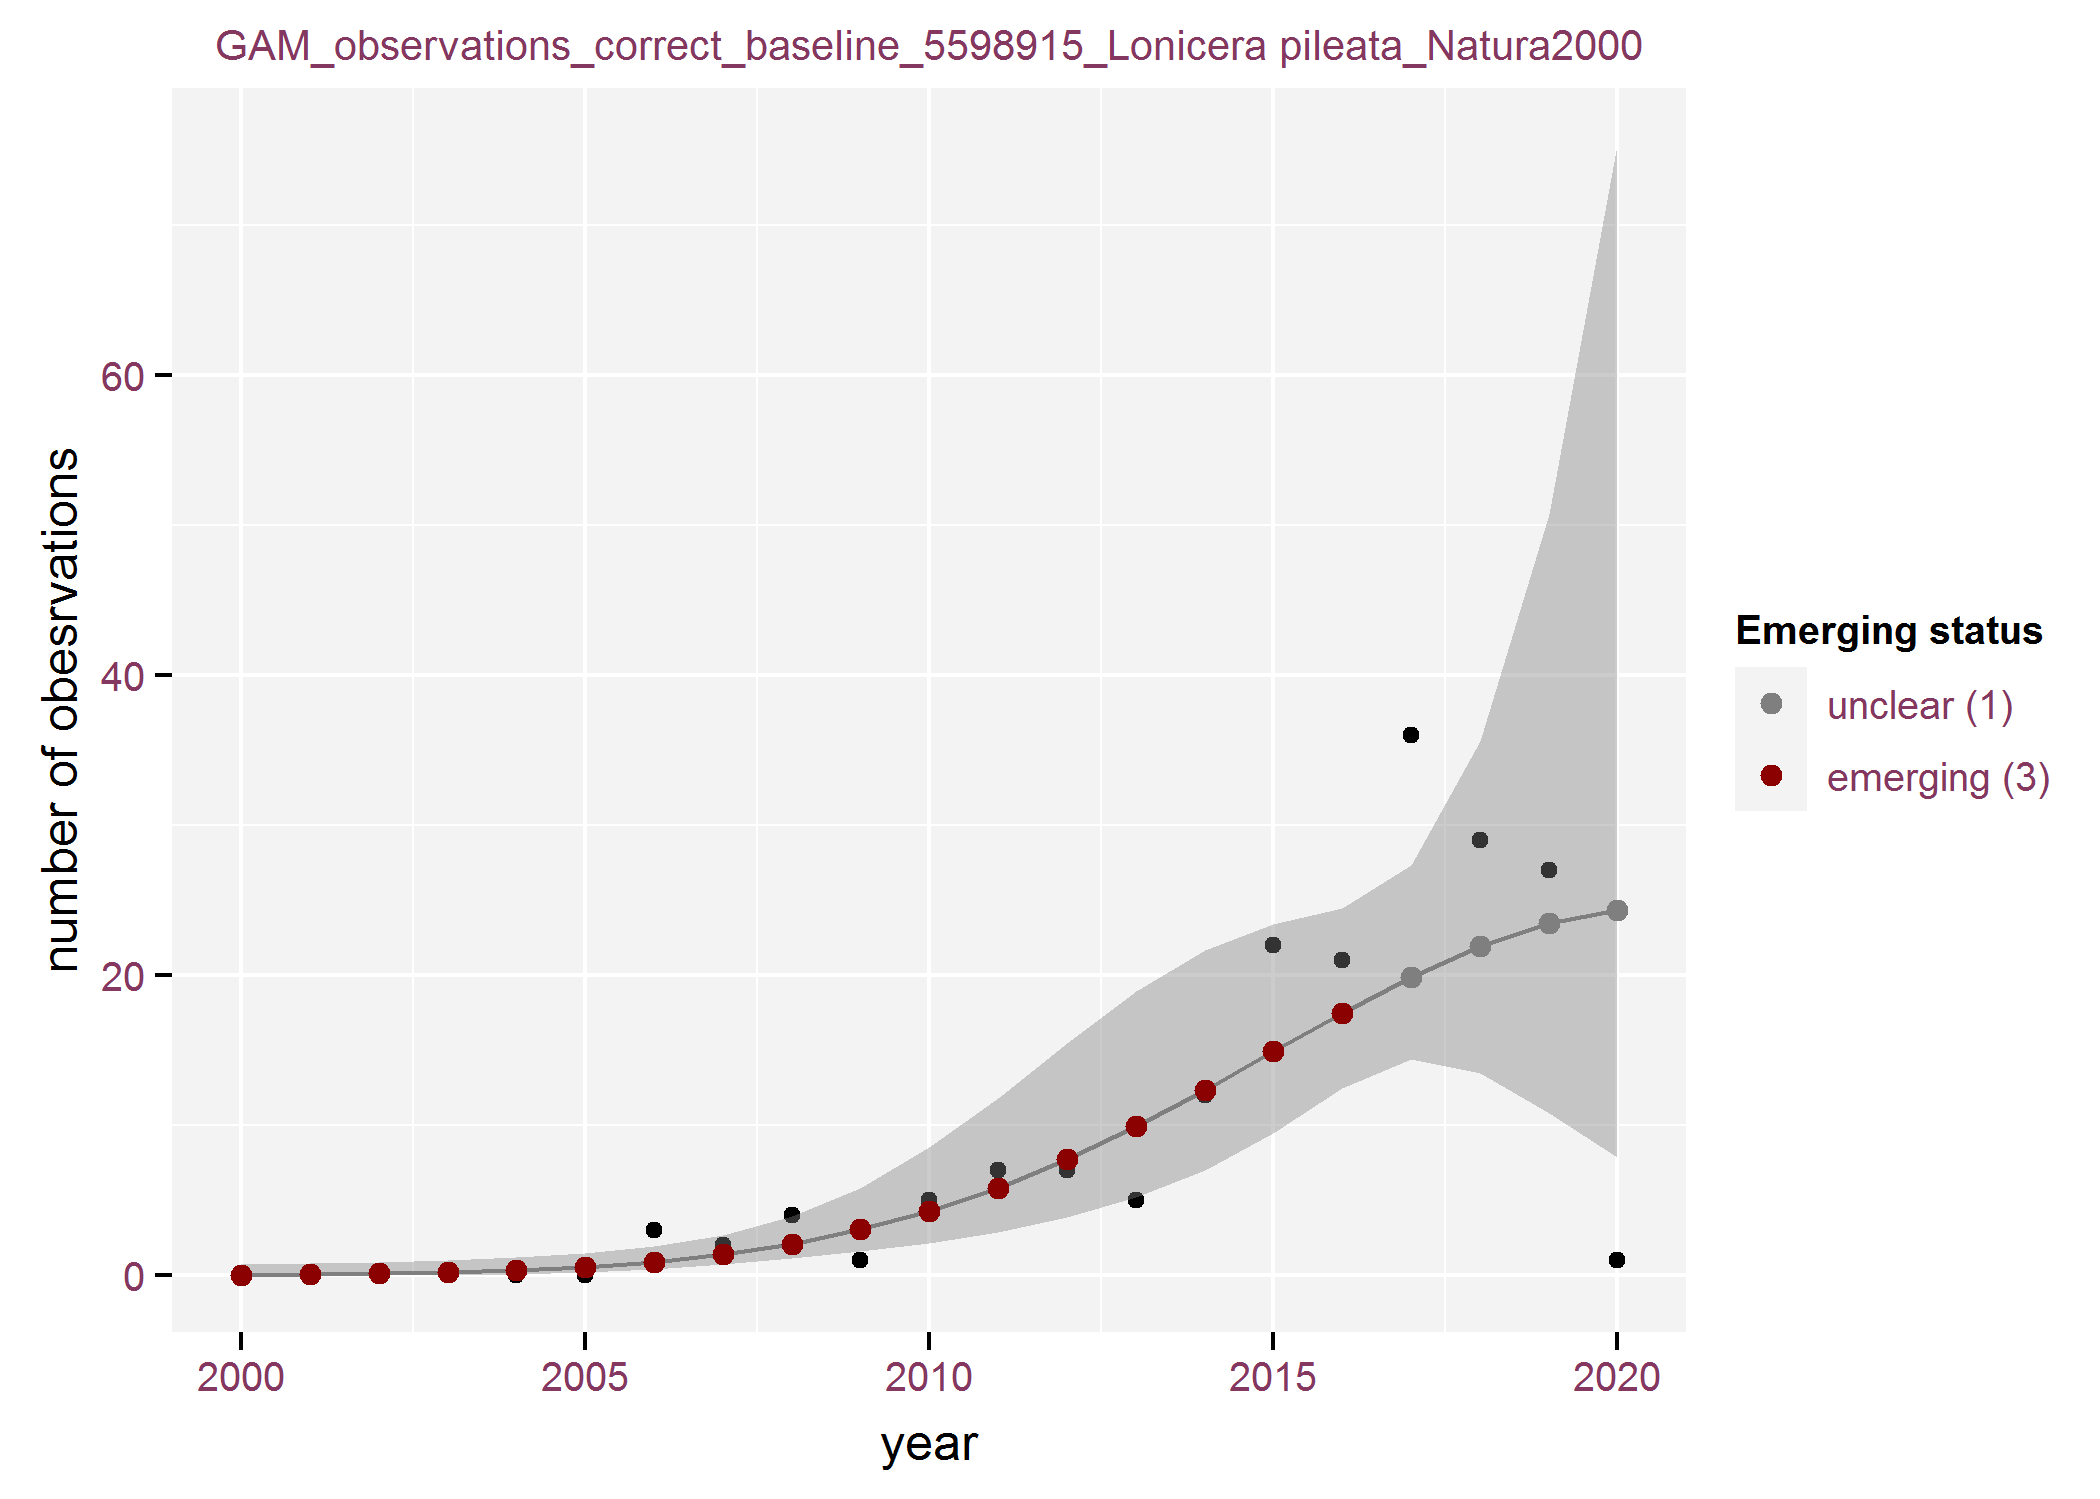 GAM_observations_correct_baseline_5598915_Lonicera pileata_Natura2000
60
40
20
0
number of obesrvations
2000
2005
2010
2015
2020
year
Emerging status
unclear (1)
emerging (3)